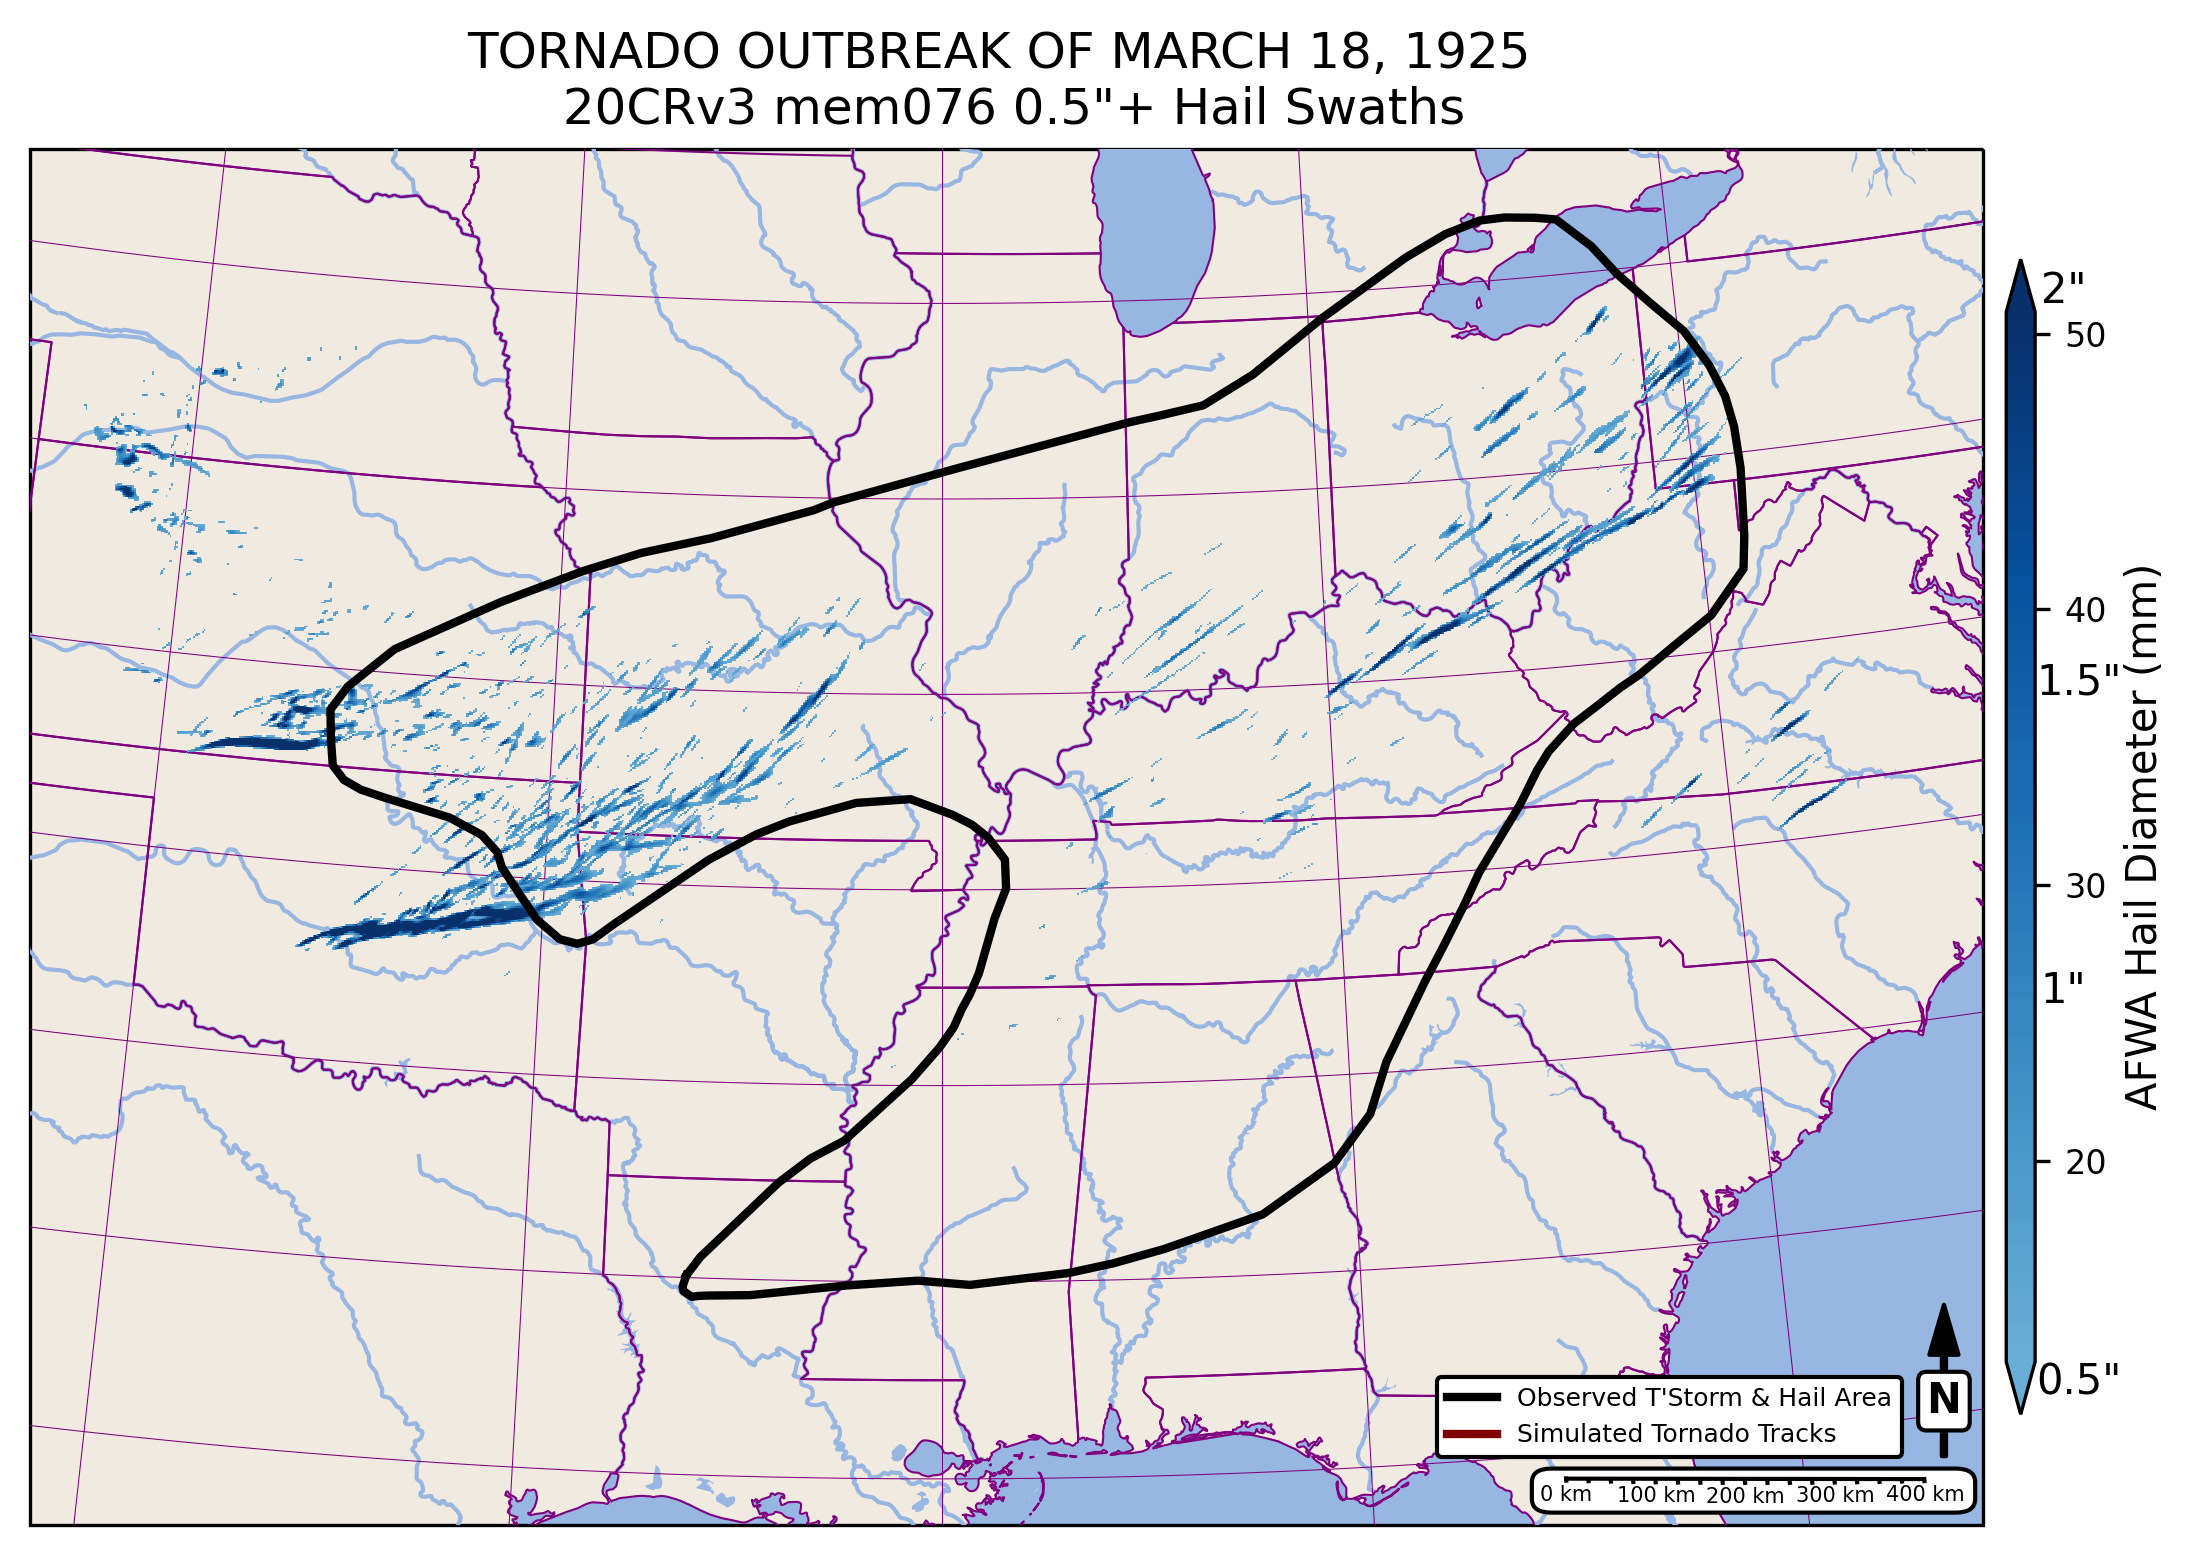 TORNADO OUTBREAK OF MARCH 18, 1925
20CRv3 mem076 0.5"+ Hail Swaths
2"
50
40
1.5"
30
1"
20
0.5"
AFWA Hail Diameter (mm)
N
Observed T'Storm & Hail Area
Simulated Tornado Tracks
0 km 100 km 200 km 300 km 400 km